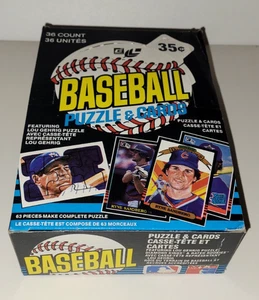 36 COUNT
36 UNITÉS
35¢
BASEBALL
PUZZLE & CARDS
PUZZLE & CARDS
CASSE-TÊTE ET
CARTES
FEATURING
LOU GEHRIG PUZZLE
AVEC CASSE-TÊTE
REPRÉSENTANT
LOU GEHRIG
RYNE SANDBERG
63 PIECES MAKE COMPLETE PUZZLE
LE CASSE-TÊTE EST COMPOSÉ DE 63 MORCEAUX
BASEBALL
PUZZLE & CARDS
CASSE-TÊTE ET
CARTES